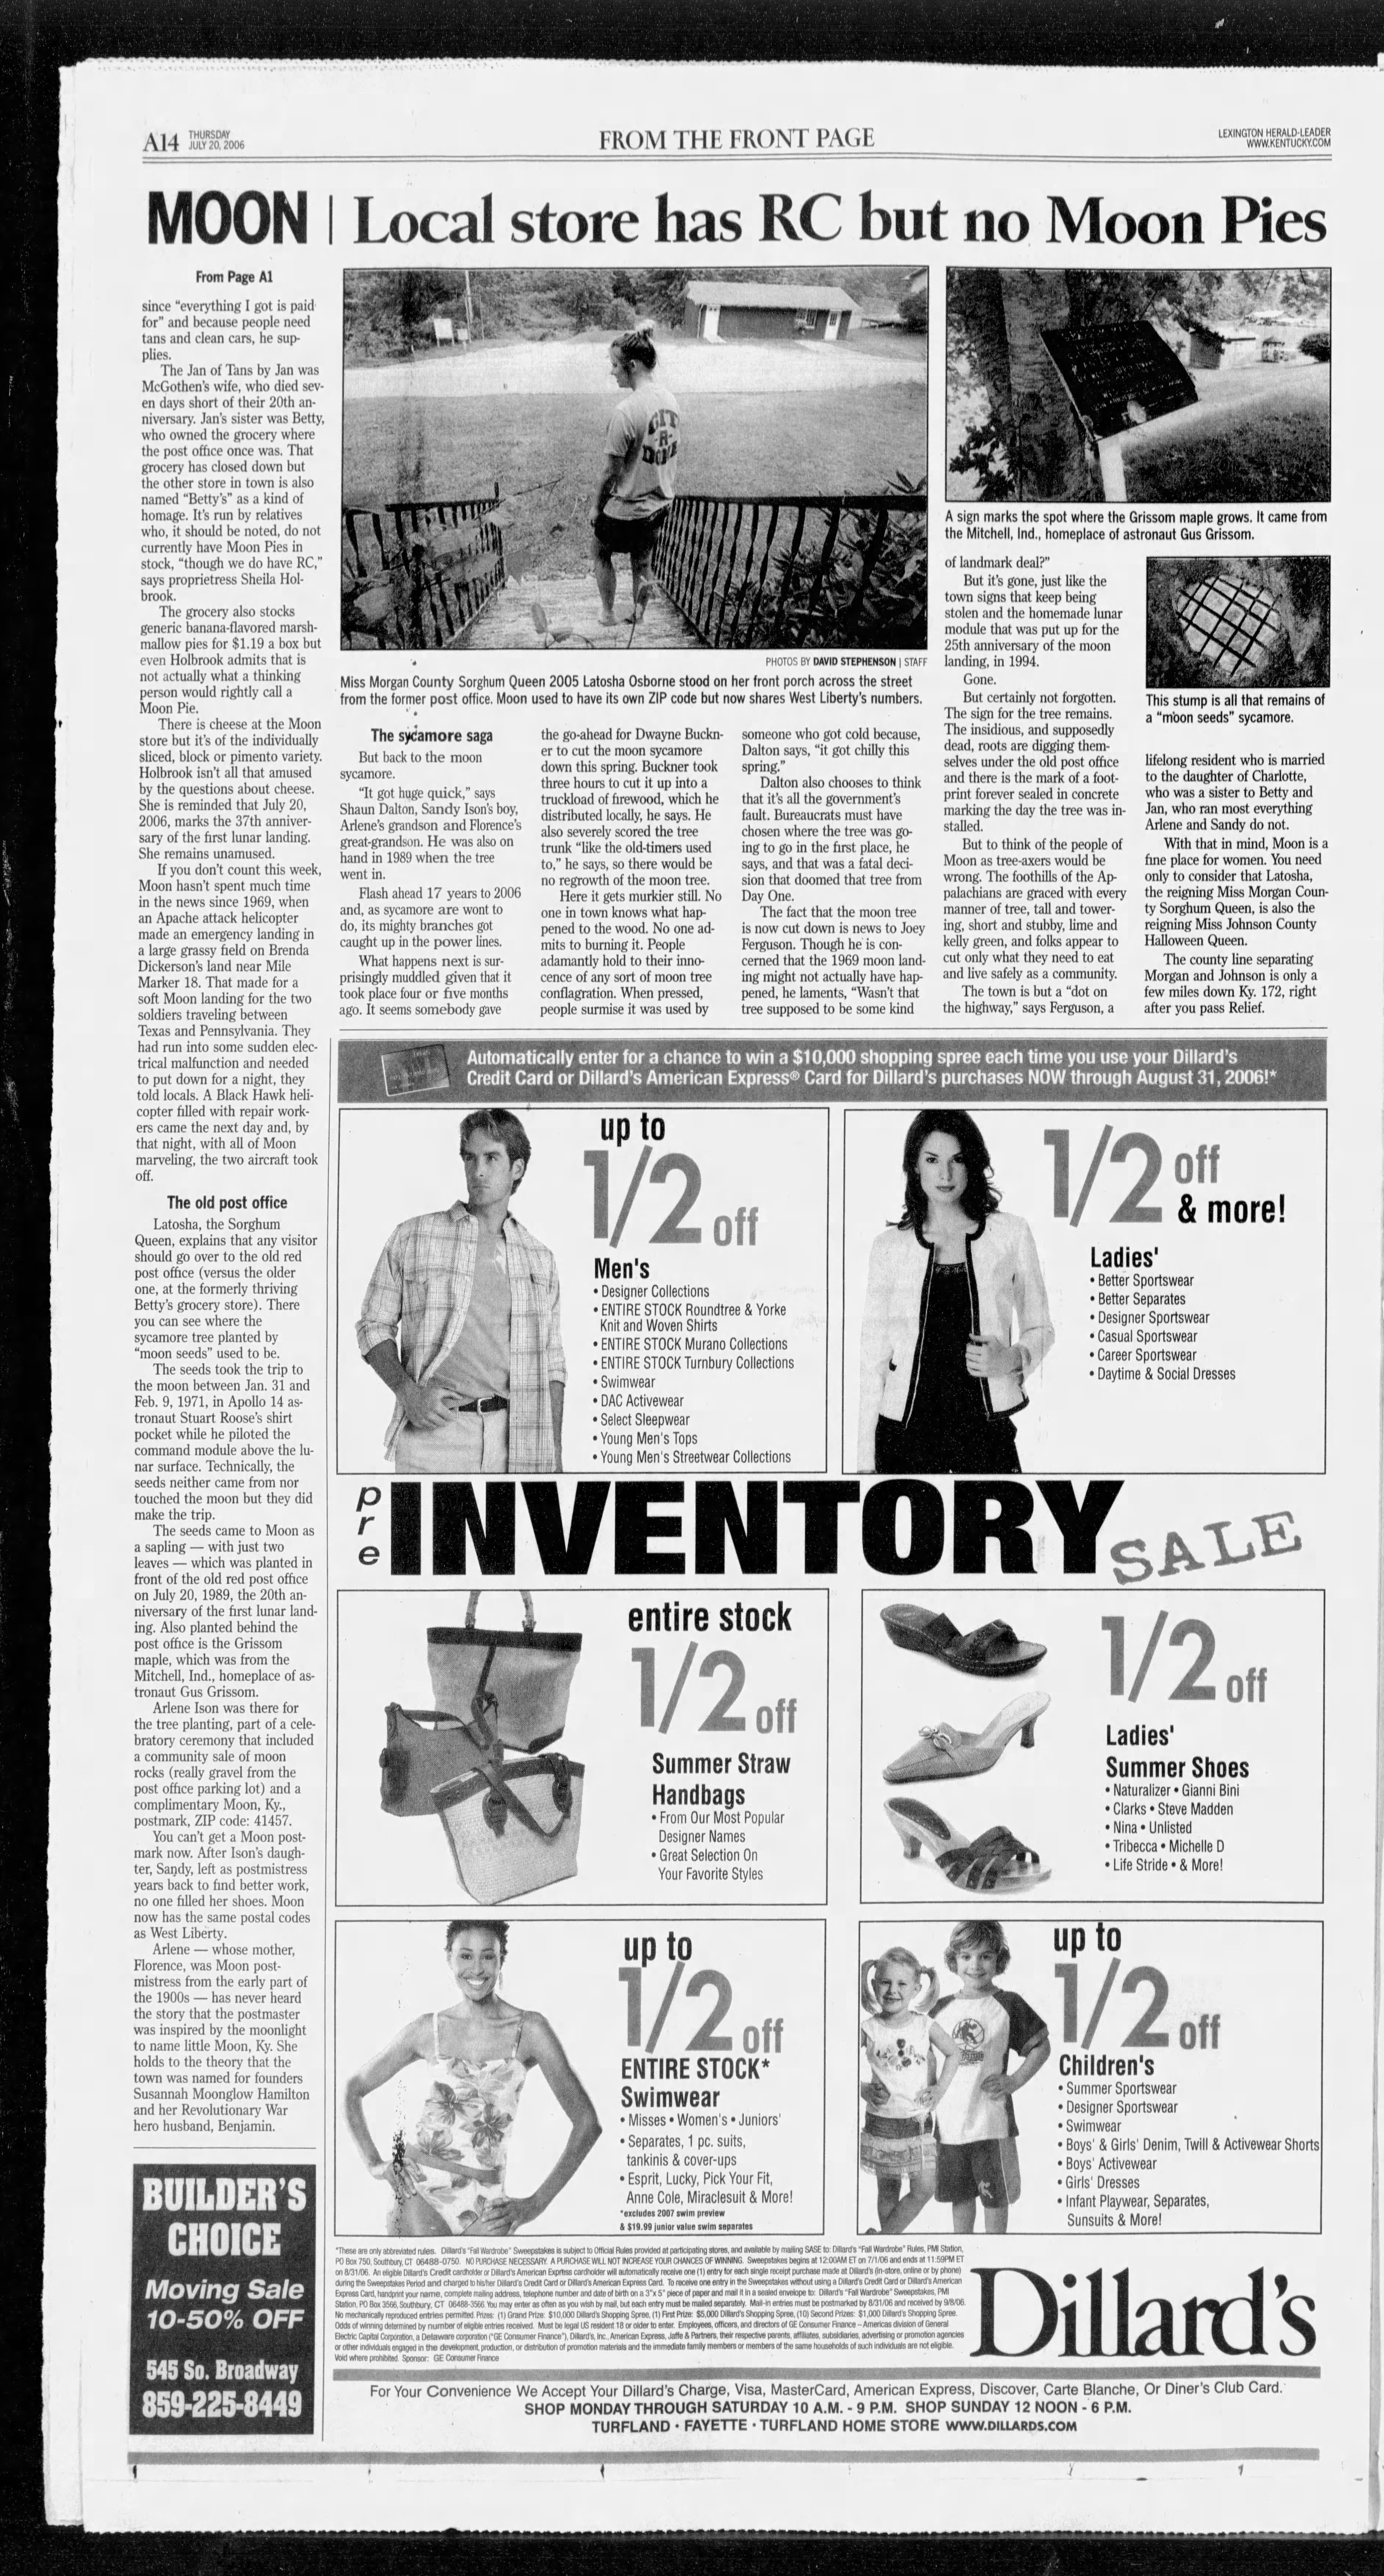 A14 THURSDAY
JULY 20, 2006
FROM THE FRONT PAGE
LEXINGTON HERALD-LEADER
WWW.KENTUCKY.COM
MOON | Local store has RC but no Moon Pies
From Page A1
since “everything I got is paid
for” and because people need
tans and clean cars, he sup-
plies.
The Jan of Tans by Jan was
McGothen’s wife, who died sev-
en days short of their 20th an-
niversary. Jan’s sister was Betty,
who owned the grocery where
the post office once was. That
grocery has closed down but
the other store in town is also
named “Betty’s” as a kind of
homage. It’s run by relatives
who, it should be noted, do not
currently have Moon Pies in
stock, “though we do have RC,”
says proprietress Sheila Hol-
brook.
The grocery also stocks
generic banana-flavored marsh-
mallow pies for $1.19 a box but
even Holbrook admits that is
not actually what a thinking
person would rightly call a
Moon Pie.
There is cheese at the Moon
store but it’s of the individually
sliced, block or pimento variety.
Holbrook isn’t all that amused
by the questions about cheese.
She is reminded that July 20,
2006, marks the 37th anniver-
sary of the first lunar landing.
She remains unamused.
If you don’t count this week,
Moon hasn’t spent much time
in the news since 1969, when
an Apache attack helicopter
made an emergency landing in
a large grassy field on Brenda
Dickerson’s land near Mile
Marker 18. That made for a
soft Moon landing for the two
soldiers traveling between
Texas and Pennsylvania. They
had run into some sudden elec-
trical malfunction and needed
to put down for a night, they
told locals. A Black Hawk heli-
copter filled with repair work-
ers came the next day and, by
that night, with all of Moon
marveling, the two aircraft took
off.
The old post office
Latosha, the Sorghum
Queen, explains that any visitor
should go over to the old red
post office (versus the older
one, at the formerly thriving
Betty’s grocery store). There
you can see where the
sycamore tree planted by
“moon seeds” used to be.
The seeds took the trip to
the moon between Jan. 31 and
Feb. 9, 1971, in Apollo 14 as-
tronaut Stuart Roose’s shirt
pocket while he piloted the
command module above the lu-
nar surface. Technically, the
seeds neither came from nor
touched the moon but they did
make the trip.
The seeds came to Moon as
a sapling — with just two
leaves — which was planted in
front of the old red post office
on July 20, 1989, the 20th an-
niversary of the first lunar land-
ing. Also planted behind the
post office is the Grissom
maple, which was from the
Mitchell, Ind., homeplace of as-
tronaut Gus Grissom.
Arlene Ison was there for
the tree planting, part of a cele-
bratory ceremony that included
a community sale of moon
rocks (really gravel from the
post office parking lot) and a
complimentary Moon, Ky.,
postmark, ZIP code: 41457.
You can’t get a Moon post-
mark now. After Ison’s daugh-
ter, Sandy, left as postmistress
years back to find better work,
no one filled her shoes. Moon
now has the same postal codes
as West Liberty.
Arlene — whose mother,
Florence, was Moon post-
mistress from the early part of
the 1900s — has never heard
the story that the postmaster
was inspired by the moonlight
to name little Moon, Ky. She
holds to the theory that the
town was named for founders
Susannah Moonglow Hamilton
and her Revolutionary War
hero husband, Benjamin.
GIT
-R-
DONE
PHOTOS BY DAVID STEPHENSON | STAFF
Miss Morgan County Sorghum Queen 2005 Latosha Osborne stood on her front porch across the street
from the former post office. Moon used to have its own ZIP code but now shares West Liberty’s numbers.
A sign marks the spot where the Grissom maple grows. It came from
the Mitchell, Ind., homeplace of astronaut Gus Grissom.
This stump is all that remains of
a “moon seeds” sycamore.
The sycamore saga
But back to the moon
sycamore.
“It got huge quick,” says
Shaun Dalton, Sandy Ison’s boy,
Arlene’s grandson and Florence’s
great-grandson. He was also on
hand in 1989 when the tree
went in.
Flash ahead 17 years to 2006
and, as sycamore are wont to
do, its mighty branches got
caught up in the power lines.
What happens next is sur-
prisingly muddled given that it
took place four or five months
ago. It seems somebody gave
the go-ahead for Dwayne Buckn-
er to cut the moon sycamore
down this spring. Buckner took
three hours to cut it up into a
truckload of firewood, which he
distributed locally, he says. He
also severely scored the tree
trunk “like the old-timers used
to,” he says, so there would be
no regrowth of the moon tree.
Here it gets murkier still. No
one in town knows what hap-
pened to the wood. No one ad-
mits to burning it. People
adamantly hold to their inno-
cence of any sort of moon tree
conflagration. When pressed,
people surmise it was used by
someone who got cold because,
Dalton says, “it got chilly this
spring.”
Dalton also chooses to think
that it’s all the government’s
fault. Bureaucrats must have
chosen where the tree was go-
ing to go in the first place, he
says, and that was a fatal deci-
sion that doomed that tree from
Day One.
The fact that the moon tree
is now cut down is news to Joey
Ferguson. Though he is con-
cerned that the 1969 moon land-
ing might not actually have hap-
pened, he laments, “Wasn’t that
tree supposed to be some kind
of landmark deal?”
But it’s gone, just like the
town signs that keep being
stolen and the homemade lunar
module that was put up for the
25th anniversary of the moon
landing, in 1994.
Gone.
But certainly not forgotten.
The sign for the tree remains.
The insidious, and supposedly
dead, roots are digging them-
selves under the old post office
and there is the mark of a foot-
print forever sealed in concrete
marking the day the tree was in-
stalled.
But to think of the people of
Moon as tree-axers would be
wrong. The foothills of the Ap-
palachians are graced with every
manner of tree, tall and tower-
ing, short and stubby, lime and
kelly green, and folks appear to
cut only what they need to eat
and live safely as a community.
The town is but a “dot on
the highway,” says Ferguson, a
lifelong resident who is married
to the daughter of Charlotte,
who was a sister to Betty and
Jan, who ran most everything
Arlene and Sandy do not.
With that in mind, Moon is a
fine place for women. You need
only to consider that Latosha,
the reigning Miss Morgan Coun-
ty Sorghum Queen, is also the
reigning Miss Johnson County
Halloween Queen.
The county line separating
Morgan and Johnson is only a
few miles down Ky. 172, right
after you pass Relief.
Automatically enter for a chance to win a $10,000 shopping spree each time you use your Dillard’s
Credit Card or Dillard’s American Express® Card for Dillard’s purchases NOW through August 31, 2006!*
up to
1/2 off
Men's
• Designer Collections
• ENTIRE STOCK Roundtree & Yorke
Knit and Woven Shirts
• ENTIRE STOCK Murano Collections
• ENTIRE STOCK Turnbury Collections
• Swimwear
• DAC Activewear
• Select Sleepwear
• Young Men's Tops
• Young Men's Streetwear Collections
1/2 off
& more!
Ladies'
• Better Sportswear
• Better Separates
• Designer Sportswear
• Casual Sportswear
• Career Sportswear
• Daytime & Social Dresses
pre INVENTORY SALE
entire stock
1/2 off
Summer Straw
Handbags
• From Our Most Popular
Designer Names
• Great Selection On
Your Favorite Styles
1/2 off
Ladies'
Summer Shoes
• Naturalizer • Gianni Bini
• Clarks • Steve Madden
• Nina • Unlisted
• Tribecca • Michelle D
• Life Stride • & More!
up to
1/2 off
ENTIRE STOCK*
Swimwear
• Misses • Women's • Juniors'
• Separates, 1 pc. suits,
tankinis & cover-ups
• Esprit, Lucky, Pick Your Fit,
Anne Cole, Miraclesuit & More!
*excludes 2007 swim preview
& $19.99 junior value swim separates
up to
1/2 off
Children's
• Summer Sportswear
• Designer Sportswear
• Swimwear
• Boys' & Girls' Denim, Twill & Activewear Shorts
• Boys' Activewear
• Girls' Dresses
• Infant Playwear, Separates,
Sunsuits & More!
BUILDER’S
CHOICE
Moving Sale
10-50% OFF
545 So. Broadway
859-225-8449
*These are only abbreviated rules. Dillard's "Fall Wardrobe" Sweepstakes is subject to Official Rules provided at participating stores, and available by mailing SASE to: Dillard's "Fall Wardrobe" Rules, PMI Station,
PO Box 750, Southbury, CT 06488-0750. NO PURCHASE NECESSARY. A PURCHASE WILL NOT INCREASE YOUR CHANCES OF WINNING. Sweepstakes begins at 12:00AM ET on 7/1/06 and ends at 11:59PM ET
on 8/31/06. An eligible Dillard's Credit cardholder or Dillard's American Express cardholder will automatically receive one (1) entry for each single receipt purchase made at Dillard's (in-store, online or by phone)
during the Sweepstakes Period and charged to his/her Dillard's Credit Card or Dillard's American Express Card. To receive one entry in the Sweepstakes without using a Dillard's Credit Card or Dillard's American
Express Card, handprint your name, complete mailing address, telephone number and date of birth on a 3"x 5" piece of paper and mail it in a sealed envelope to: Dillard's "Fall Wardrobe" Sweepstakes, PMI
Station, PO Box 3566, Southbury, CT 06488-3566. You may enter as often as you wish by mail, but each entry must be mailed separately. Mail-in entries must be postmarked by 8/31/06 and received by 9/8/06.
No mechanically reproduced entries permitted. Prizes: (1) Grand Prize: $10,000 Dillard's Shopping Spree, (1) First Prize: $5,000 Dillard's Shopping Spree, (10) Second Prizes: $1,000 Dillard's Shopping Spree.
Odds of winning determined by number of eligible entries received. Must be legal US resident 18 or older to enter. Employees, officers, and directors of GE Consumer Finance – Americas division of General
Electric Capital Corporation, a Delaware corporation ("GE Consumer Finance"), Dillard's, Inc., American Express, Jaffe & Partners, their respective parents, affiliates, subsidiaries, advertising or promotion agencies
or other individuals engaged in the development, production, or distribution of promotion materials and the immediate family members or members of the same households of such individuals are not eligible.
Void where prohibited. Sponsor: GE Consumer Finance
Dillard's
For Your Convenience We Accept Your Dillard's Charge, Visa, MasterCard, American Express, Discover, Carte Blanche, Or Diner's Club Card.
SHOP MONDAY THROUGH SATURDAY 10 A.M. - 9 P.M. SHOP SUNDAY 12 NOON - 6 P.M.
TURFLAND • FAYETTE • TURFLAND HOME STORE WWW.DILLARDS.COM